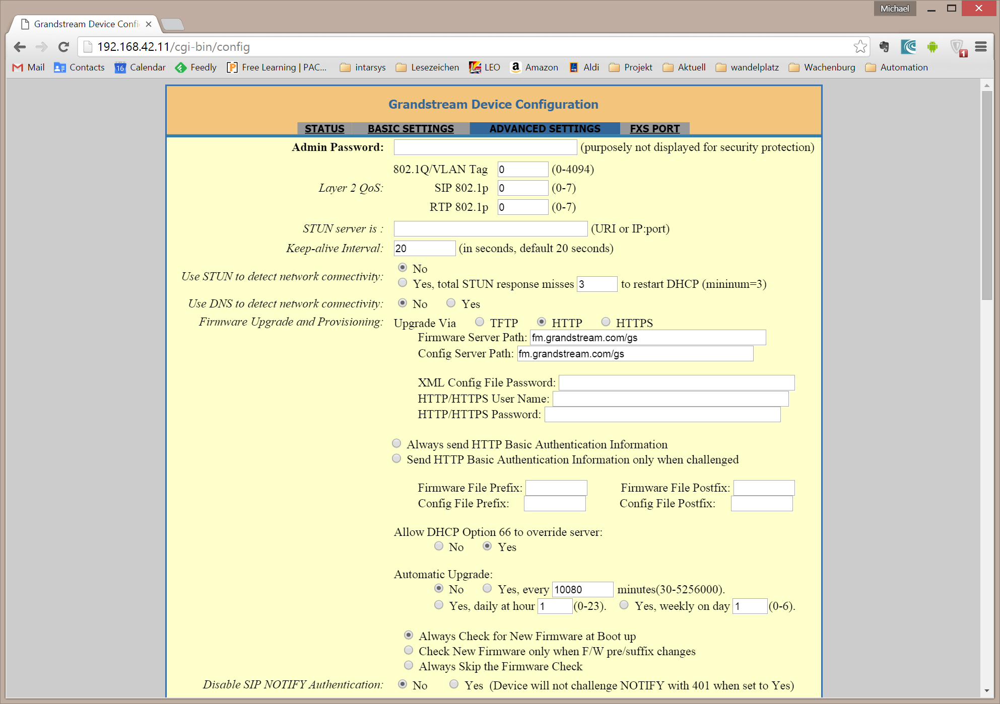 Michael
Grandstream Device Confi
192.168.42.11/cgi-bin/config
1
Mail Contacts 16 Calendar Feedly Free Learning | PAC... intarsys Lesezeichen LEO a Amazon ALDI Aldi Projekt Aktuell wandelplatz Wachenburg Automation
Grandstream Device Configuration
STATUS BASIC SETTINGS ADVANCED SETTINGS FXS PORT
Admin Password: (purposely not displayed for security protection)
802.1Q/VLAN Tag 0 (0-4094)
Layer 2 QoS: SIP 802.1p 0 (0-7)
RTP 802.1p 0 (0-7)
STUN server is : (URI or IP:port)
Keep-alive Interval: 20 (in seconds, default 20 seconds)
Use STUN to detect network connectivity: No
Yes, total STUN response misses 3 to restart DHCP (mininum=3)
Use DNS to detect network connectivity: No Yes
Firmware Upgrade and Provisioning: Upgrade Via TFTP HTTP HTTPS
Firmware Server Path: fm.grandstream.com/gs
Config Server Path: fm.grandstream.com/gs
XML Config File Password:
HTTP/HTTPS User Name:
HTTP/HTTPS Password:
Always send HTTP Basic Authentication Information
Send HTTP Basic Authentication Information only when challenged
Firmware File Prefix: Firmware File Postfix:
Config File Prefix: Config File Postfix:
Allow DHCP Option 66 to override server:
No Yes
Automatic Upgrade:
No Yes, every 10080 minutes(30-5256000).
Yes, daily at hour 1 (0-23). Yes, weekly on day 1 (0-6).
Always Check for New Firmware at Boot up
Check New Firmware only when F/W pre/suffix changes
Always Skip the Firmware Check
Disable SIP NOTIFY Authentication: No Yes (Device will not challenge NOTIFY with 401 when set to Yes)